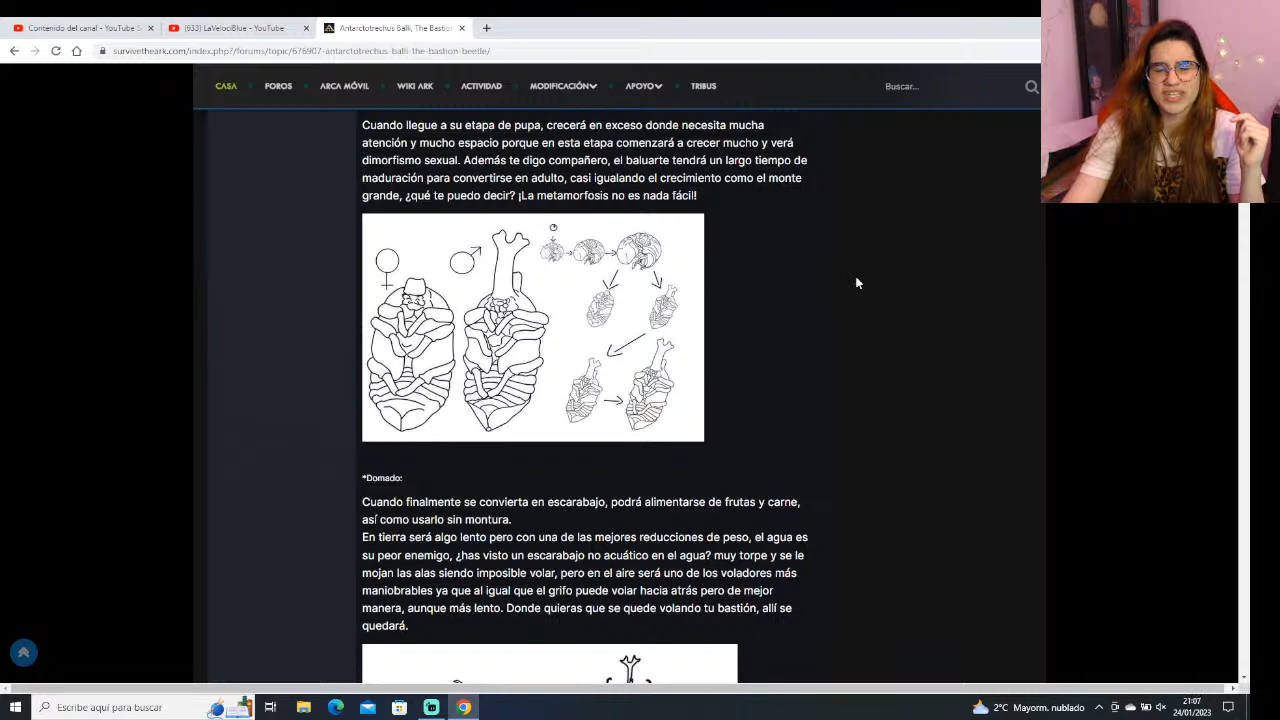 Contenido del canal - YouTube S
(633) LaVelociBlue - YouTube
Antarctotrechus Balli, The Bastion
survivetheark.com/index.php?/forums/topic/676907-antarctotrechus-balli-the-bastion-beetle/
CASA FOROS ARCA MÓVIL WIKI ARK ACTIVIDAD MODIFICACIÓN APOYO TRIBUS Buscar...
Cuando llegue a su etapa de pupa, crecerá en exceso donde necesita mucha
atención y mucho espacio porque en esta etapa comenzará a crecer mucho y verá
dimorfismo sexual. Además te digo compañero, el baluarte tendrá un largo tiempo de
maduración para convertirse en adulto, casi igualando el crecimiento como el monte
grande, ¿qué te puedo decir? ¡La metamorfosis no es nada fácil!
*Domado:
Cuando finalmente se convierta en escarabajo, podrá alimentarse de frutas y carne,
así como usarlo sin montura.
En tierra será algo lento pero con una de las mejores reducciones de peso, el agua es
su peor enemigo, ¿has visto un escarabajo no acuático en el agua? muy torpe y se le
mojan las alas siendo imposible volar, pero en el aire será uno de los voladores más
maniobrables ya que al igual que el grifo puede volar hacia atrás pero de mejor
manera, aunque más lento. Donde quieras que se quede volando tu bastión, allí se
quedará.
Escribe aquí para buscar
2°C Mayorm. nublado
21:07
24/01/2023